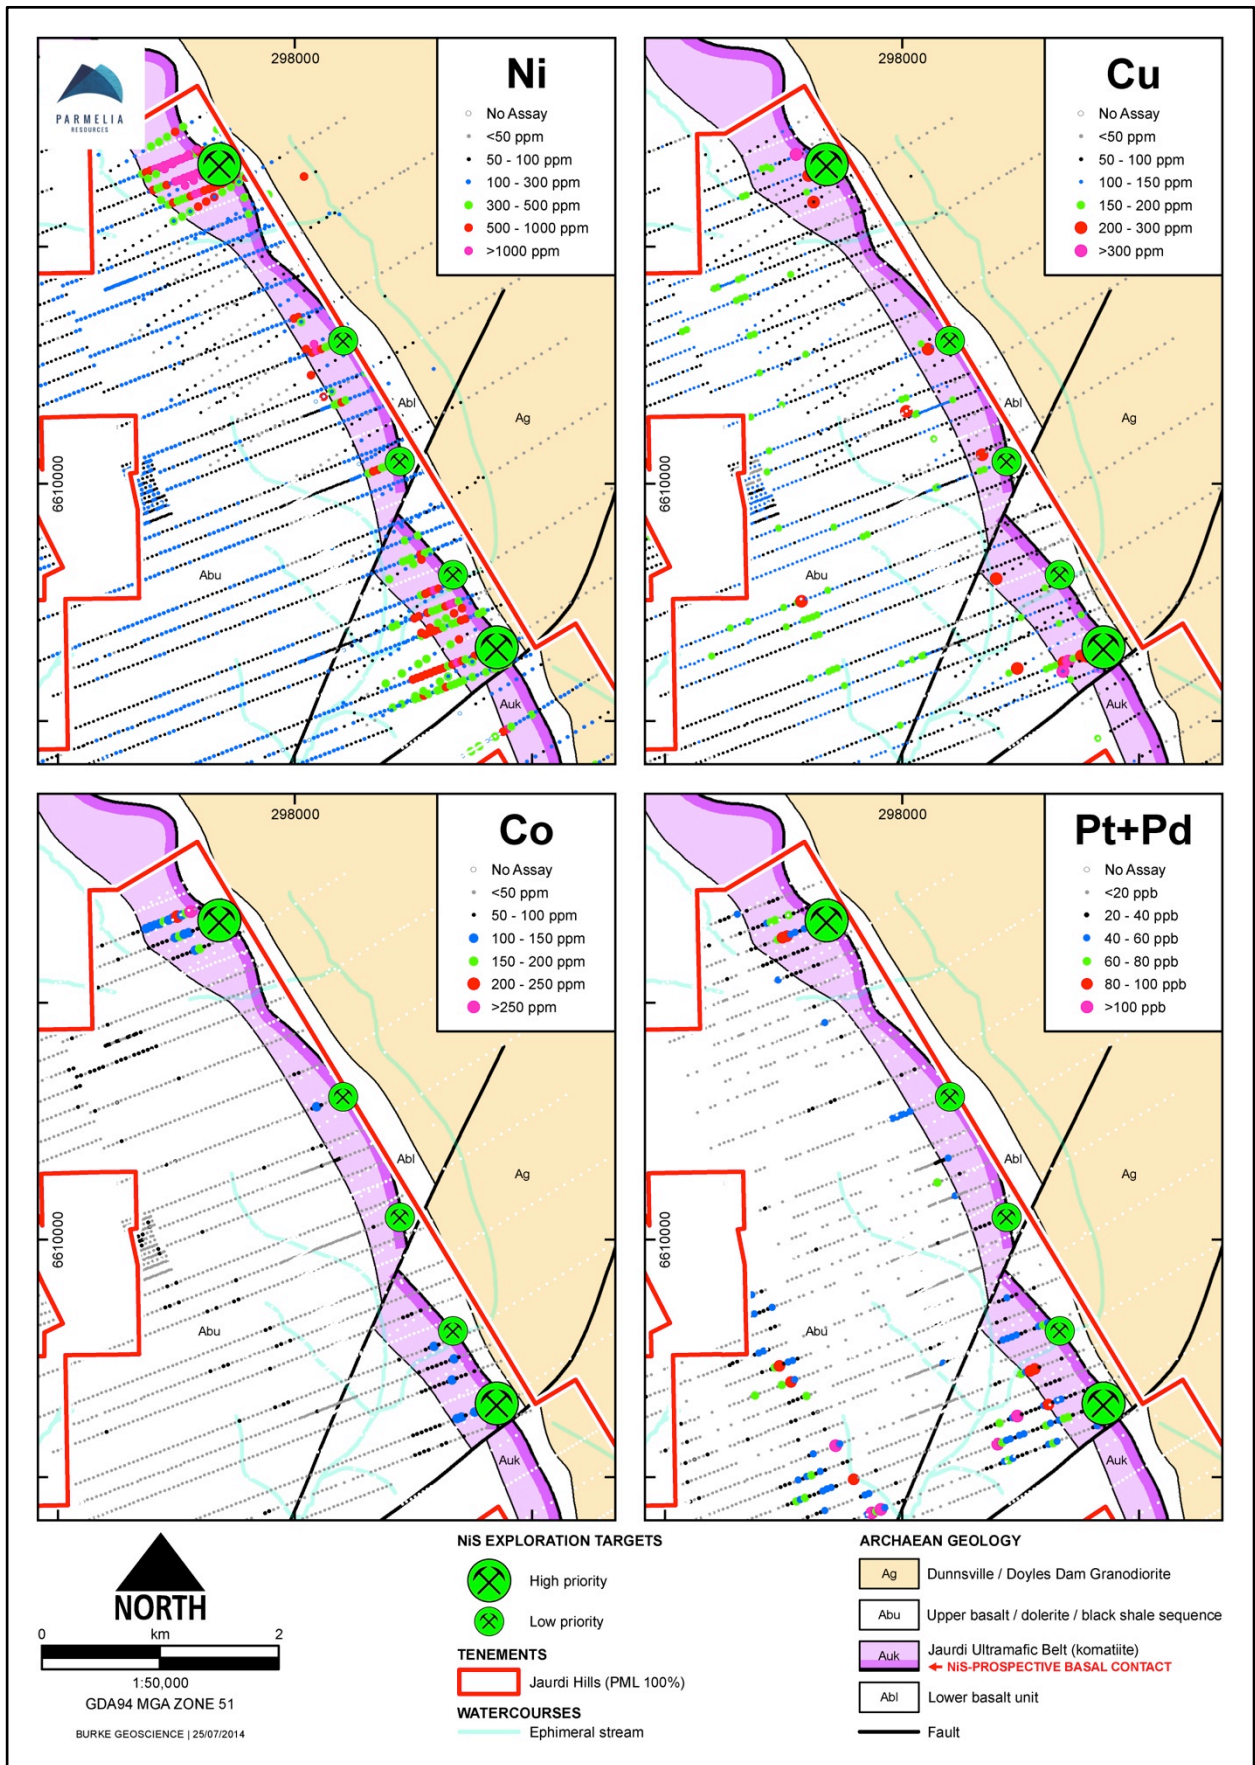 PARMELIA
RESOURCES
298000
Ni
No Assay
<50 ppm
50 - 100 ppm
100 - 300 ppm
300 - 500 ppm
500 - 1000 ppm
>1000 ppm
Abl
Ag
6610000
Abu
Auk
298000
Cu
No Assay
<50 ppm
50 - 100 ppm
100 - 150 ppm
150 - 200 ppm
200 - 300 ppm
>300 ppm
Abl
Ag
6610000
Abu
Auk
298000
Co
No Assay
<50 ppm
50 - 100 ppm
100 - 150 ppm
150 - 200 ppm
200 - 250 ppm
>250 ppm
Abl
Ag
6610000
Abu
Auk
298000
Pt+Pd
No Assay
<20 ppb
20 - 40 ppb
40 - 60 ppb
60 - 80 ppb
80 - 100 ppb
>100 ppb
Abl
Ag
6610000
Abu
Auk
NORTH
0 km 2
1:50,000
GDA94 MGA ZONE 51
BURKE GEOSCIENCE | 25/07/2014
NiS EXPLORATION TARGETS
High priority
Low priority
TENEMENTS
Jaurdi Hills (PML 100%)
WATERCOURSES
Ephimeral stream
ARCHAEAN GEOLOGY
Ag Dunnsville / Doyles Dam Granodiorite
Abu Upper basalt / dolerite / black shale sequence
Auk Jaurdi Ultramafic Belt (komatiite)
NiS-PROSPECTIVE BASAL CONTACT
Abl Lower basalt unit
Fault